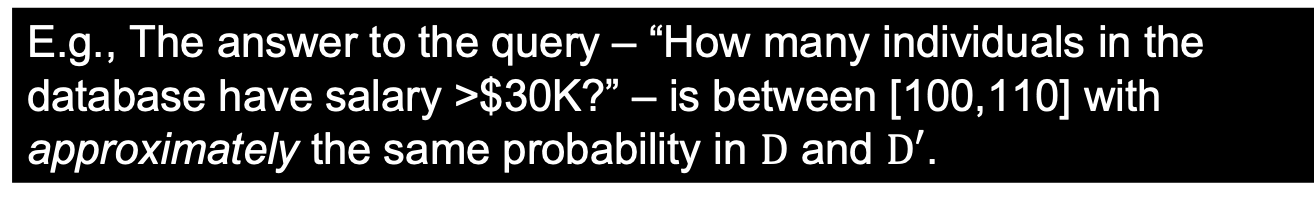 E.g., The answer to the query – “How many individuals in the
database have salary >$30K?” – is between [100,110] with
approximately the same probability in D and D′.